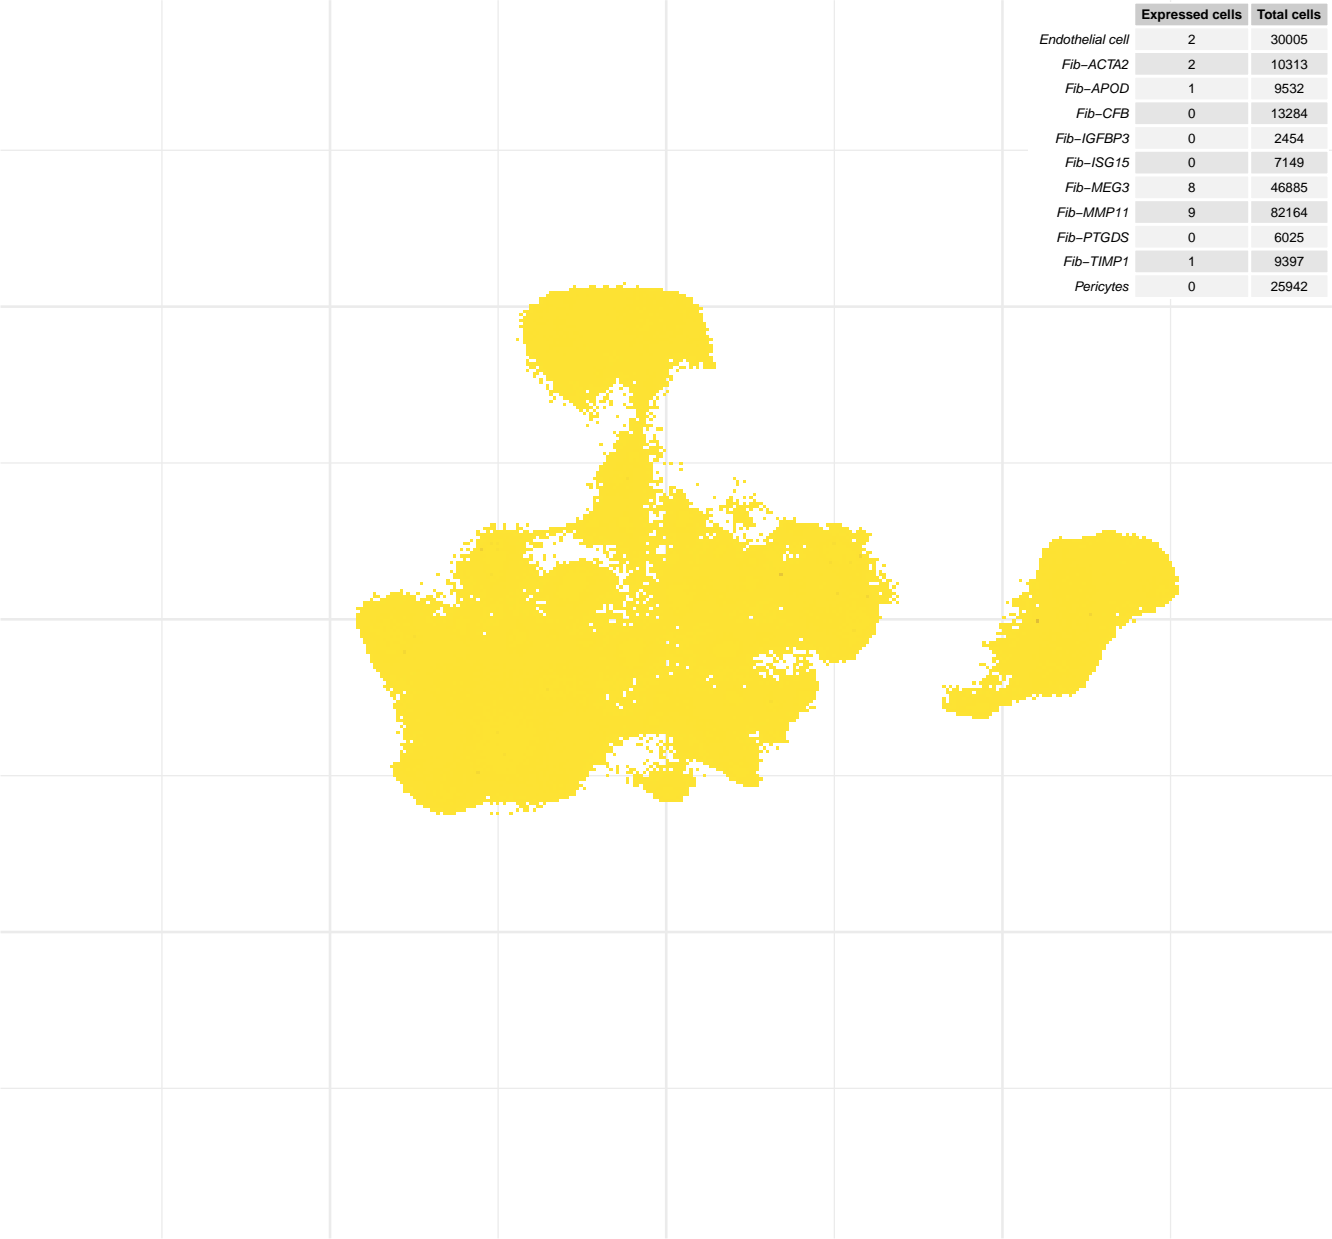 Expressed cells Total cells
Endothelial cell 2 30005
Fib−ACTA2 2 10313
Fib−APOD 1 9532
Fib−CFB 0 13284
Fib−IGFBP3 0 2454
Fib−ISG15 0 7149
Fib−MEG3 8 46885
Fib−MMP11 9 82164
Fib−PTGDS 0 6025
Fib−TIMP1 1 9397
Pericytes 0 25942